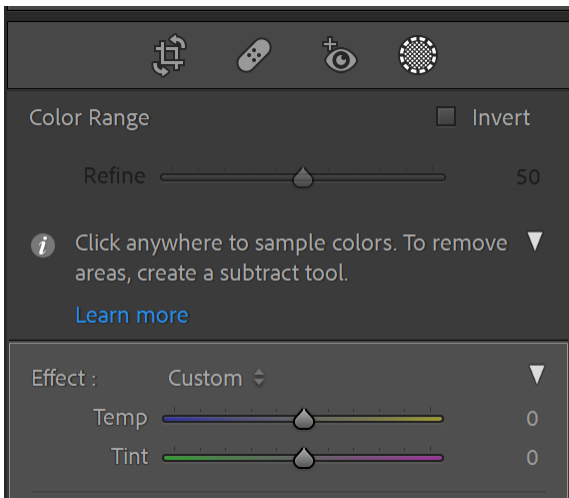 Color Range Invert
Refine 50
Click anywhere to sample colors. To remove
areas, create a subtract tool.
Learn more
Effect : Custom
Temp 0
Tint 0